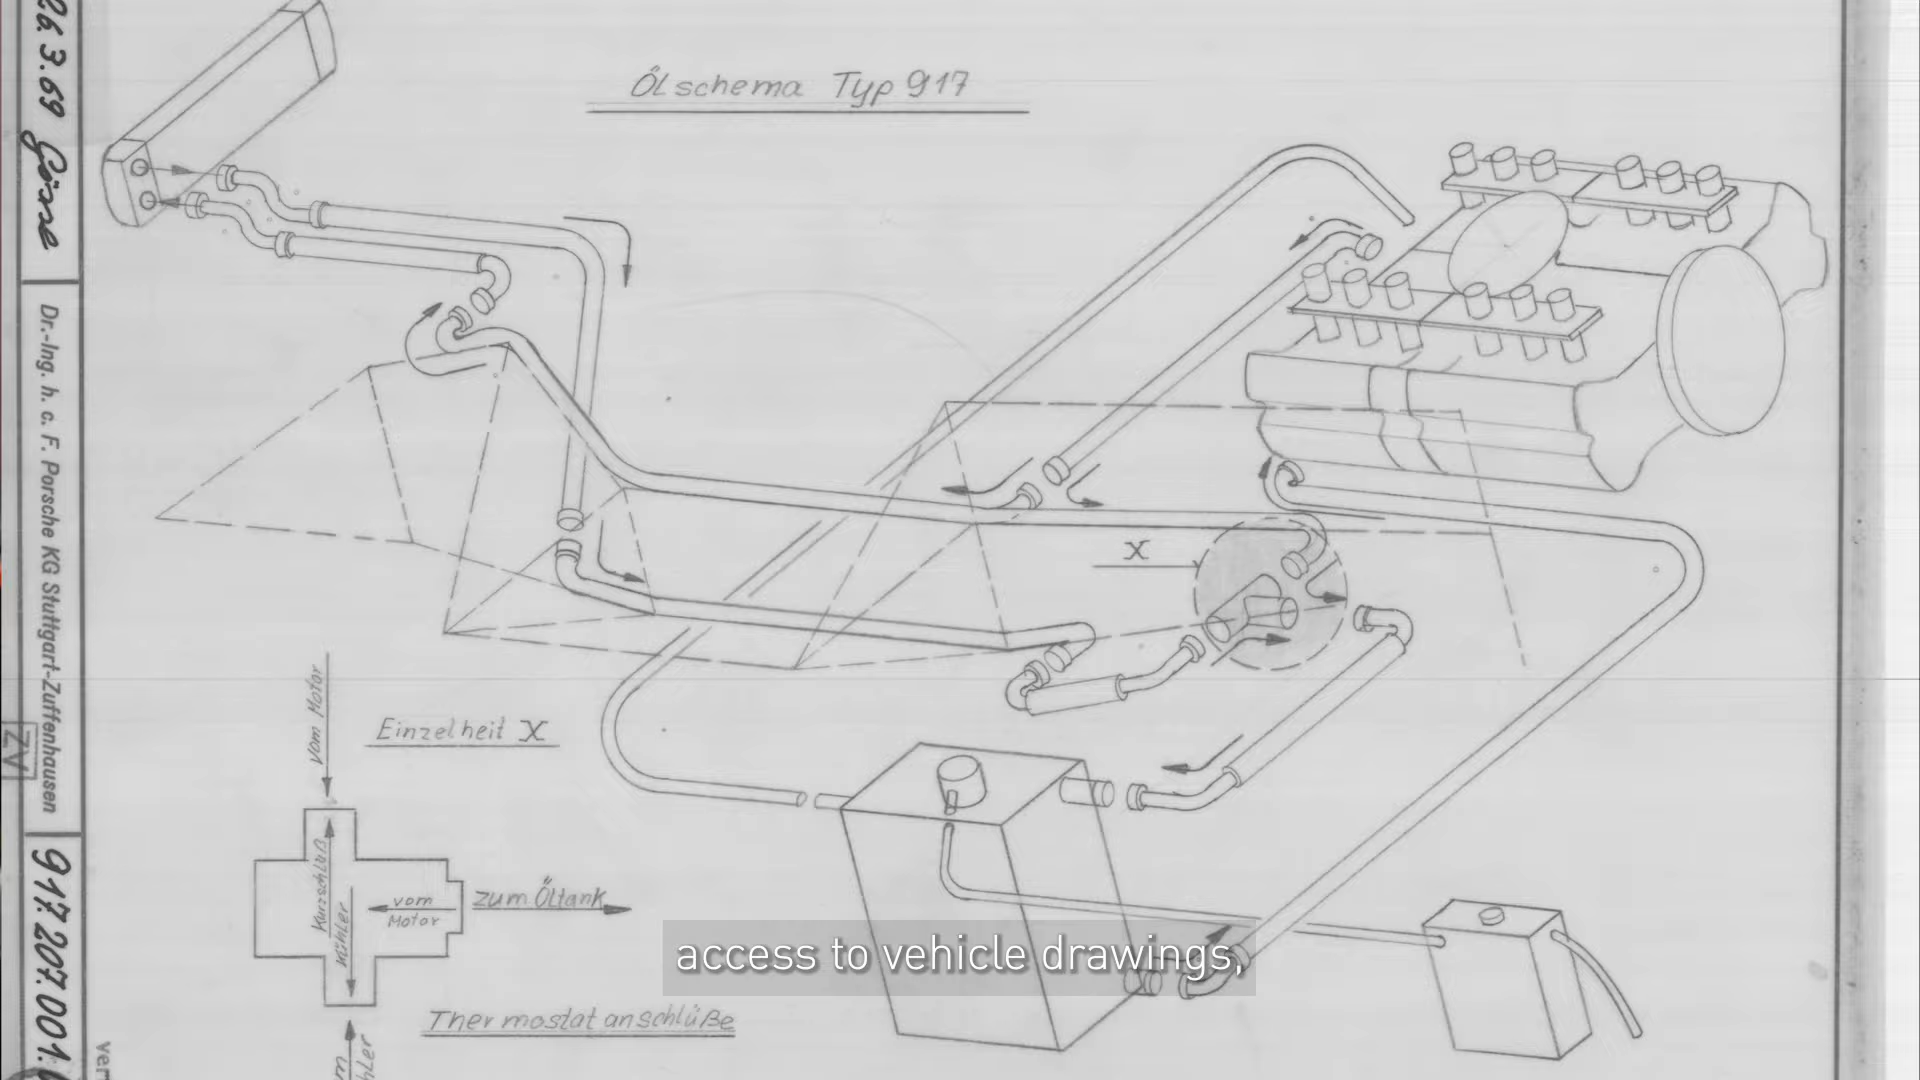 Ölschema Typ 917
26.3.69
Dr.-Ing. h. c. F. Porsche KG Stuttgart-Zuffenhausen
ZV
917.207.001.
X
Einzelheit X
vom Motor
Kurzschluß
Kühler
vom
Motor
zum Öltank
Thermostatanschlüße
access to vehicle drawings,